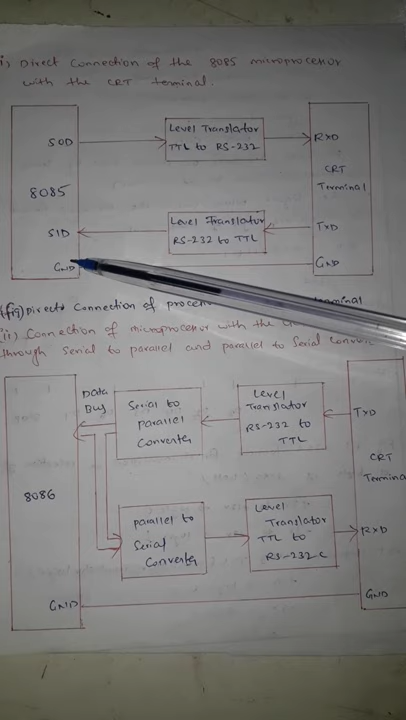 i) Direct Connection of the 8085 microprocessor
with the CRT terminal.
Level Translator
TTL to RS-232
SOD
RXD
CRT
Terminal
8085
Level Translator
RS-232 to TTL
SID
TXD
GND
GND
(fig) Direct Connection of
terminal
ii) Connection of microprocessor with the
through Serial to parallel and parallel to Serial
Data
Bus
Serial to
parallel
Converter
Level
Translator
RS-232 to
TTL
TXD
CRT
Terminal
8086
parallel to
Serial
Converter
Level
Translator
TTL to
RS-232-C
RXD
GND
GND